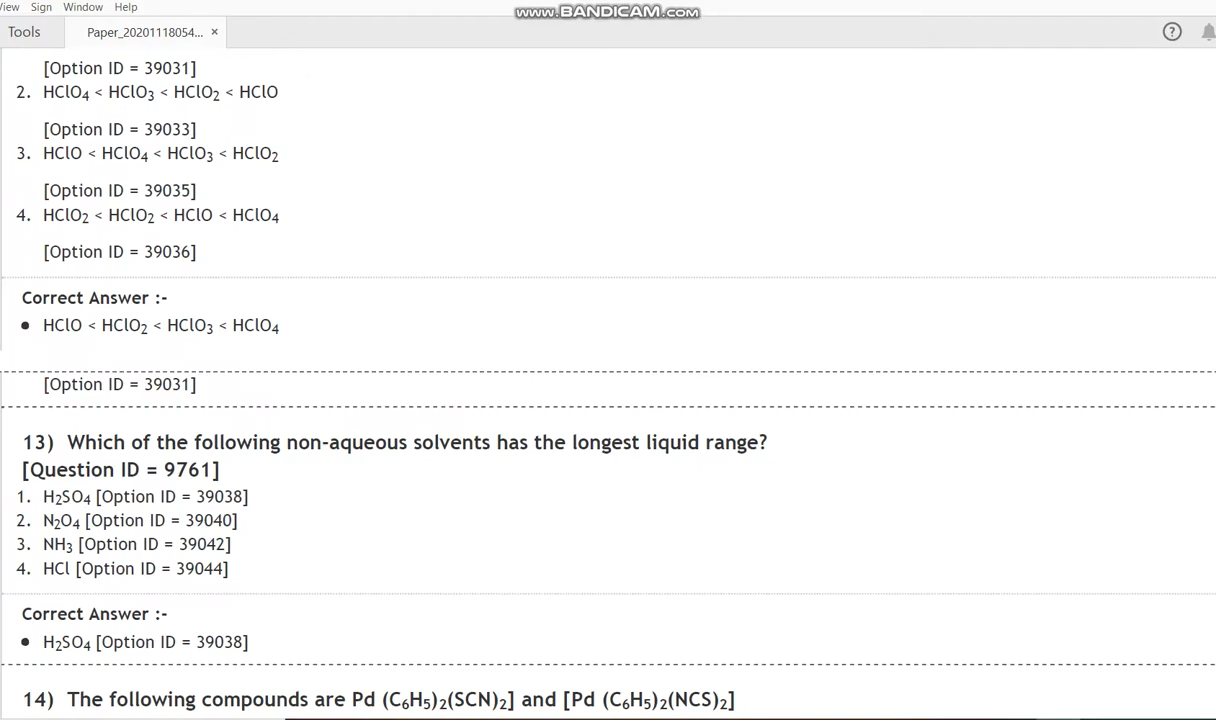 View Sign Window Help
www.BANDICAM.COM
Tools Paper_20201118054... ×
[Option ID = 39031]
2. HClO₄ < HClO₃ < HClO₂ < HClO
[Option ID = 39033]
3. HClO < HClO₄ < HClO₃ < HClO₂
[Option ID = 39035]
4. HClO₂ < HClO₂ < HClO < HClO₄
[Option ID = 39036]
Correct Answer :-
• HClO < HClO₂ < HClO₃ < HClO₄
[Option ID = 39031]
13) Which of the following non-aqueous solvents has the longest liquid range?
[Question ID = 9761]
1. H₂SO₄ [Option ID = 39038]
2. N₂O₄ [Option ID = 39040]
3. NH₃ [Option ID = 39042]
4. HCl [Option ID = 39044]
Correct Answer :-
• H₂SO₄ [Option ID = 39038]
14) The following compounds are Pd (C₆H₅)₂(SCN)₂] and [Pd (C₆H₅)₂(NCS)₂]